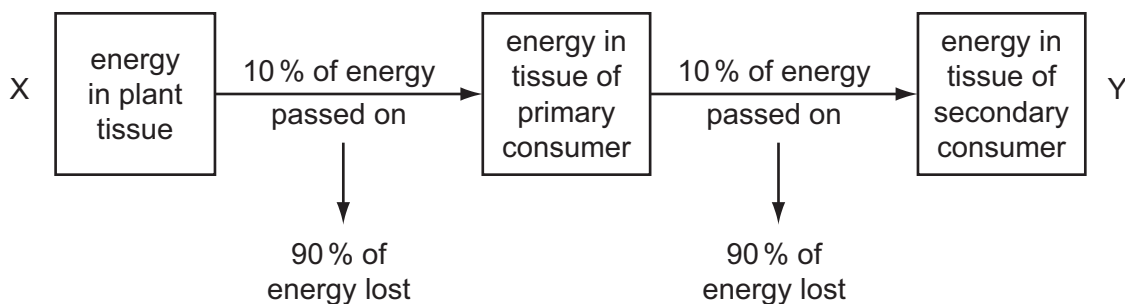 X
energy
in plant
tissue
10 % of energy
passed on
90 % of
energy lost
energy in
tissue of
primary
consumer
10 % of energy
passed on
90 % of
energy lost
energy in
tissue of
secondary
consumer
Y